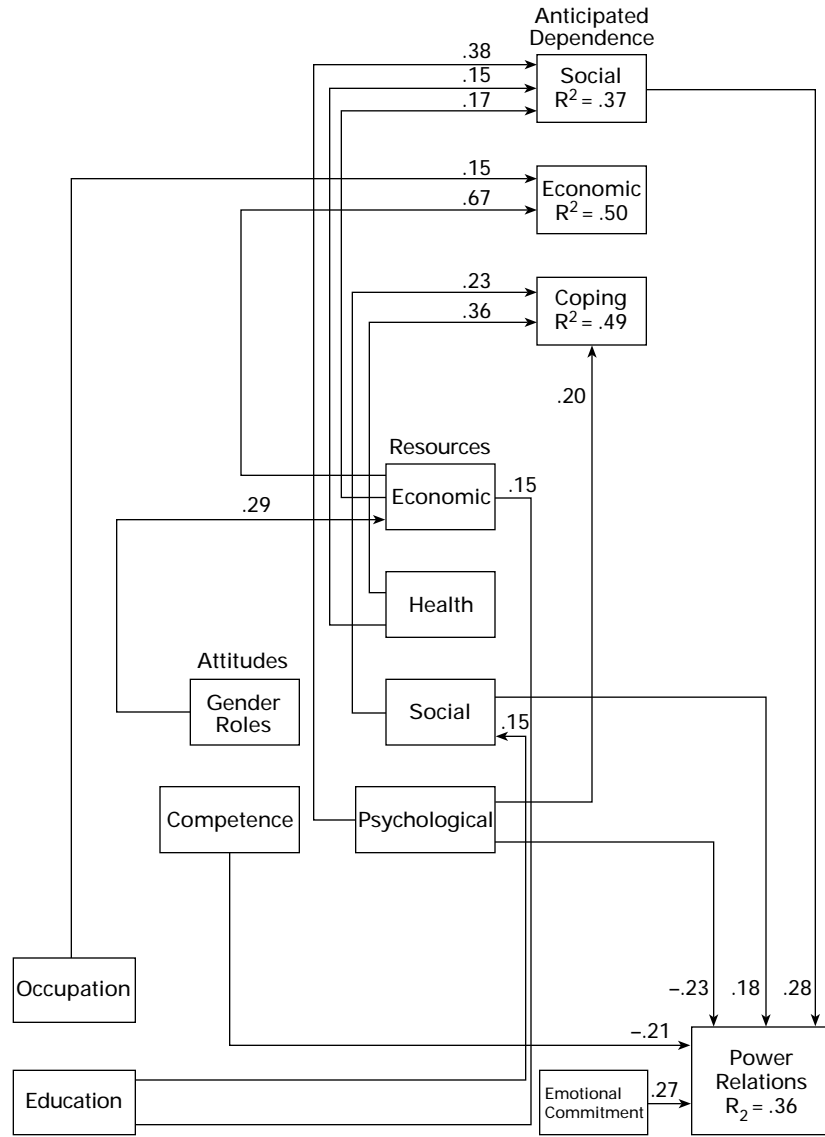 Anticipated
Dependence
.38
.15
.17
Social
R² = .37
.15
.67
Economic
R² = .50
.23
.36
Coping
R² = .49
.20
Resources
Economic
.15
.29
Health
Attitudes
Gender
Roles
Social
.15
Competence
Psychological
Occupation
–.23
.18
.28
–.21
Power
Relations
R₂ = .36
Education
Emotional
Commitment
.27